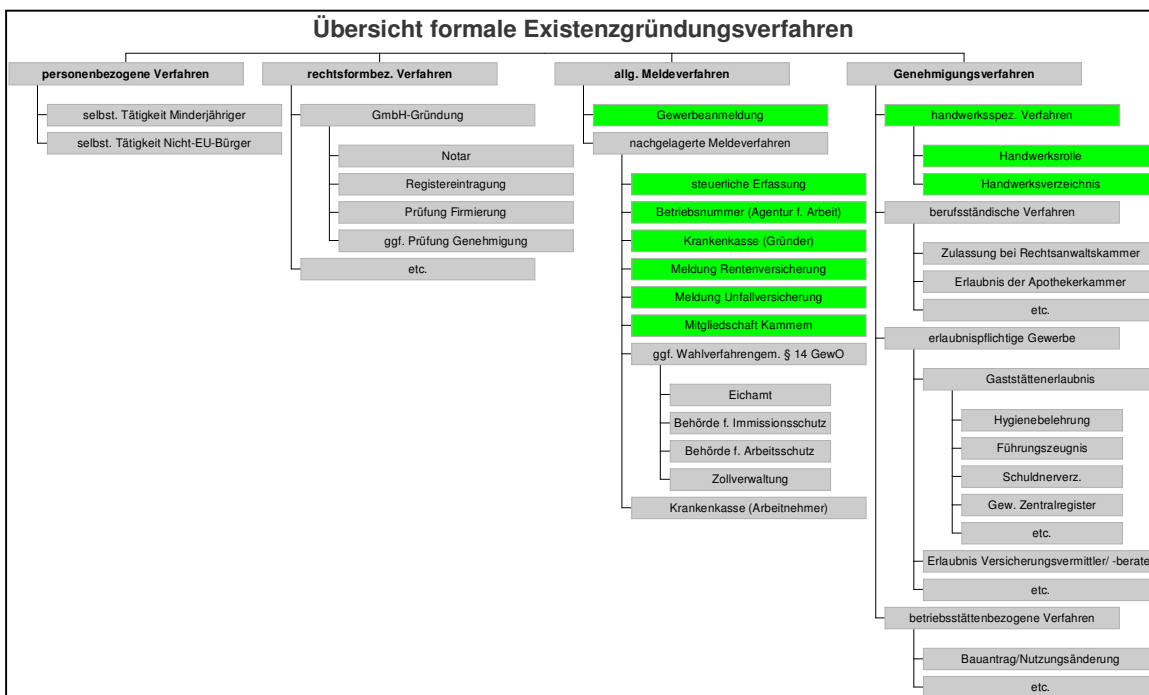 Übersicht formale Existenzgründungsverfahren
personenbezogene Verfahren
selbst. Tätigkeit Minderjähriger
selbst. Tätigkeit Nicht-EU-Bürger
rechtsformbez. Verfahren
GmbH-Gründung
Notar
Registereintragung
Prüfung Firmierung
ggf. Prüfung Genehmigung
etc.
allg. Meldeverfahren
Gewerbeanmeldung
nachgelagerte Meldeverfahren
steuerliche Erfassung
Betriebsnummer (Agentur f. Arbeit)
Krankenkasse (Gründer)
Meldung Rentenversicherung
Meldung Unfallversicherung
Mitgliedschaft Kammern
ggf. Wahlverfahrengem. § 14 GewO
Eichamt
Behörde f. Immissionsschutz
Behörde f. Arbeitsschutz
Zollverwaltung
Krankenkasse (Arbeitnehmer)
Genehmigungsverfahren
handwerksspez. Verfahren
Handwerksrolle
Handwerksverzeichnis
berufsständische Verfahren
Zulassung bei Rechtsanwaltskammer
Erlaubnis der Apothekerkammer
etc.
erlaubnispflichtige Gewerbe
Gaststättenerlaubnis
Hygienebelehrung
Führungszeugnis
Schuldnerverz.
Gew. Zentralregister
etc.
Erlaubnis Versicherungsvermittler/ -berate
etc.
betriebsstättenbezogene Verfahren
Bauantrag/Nutzungsänderung
etc.